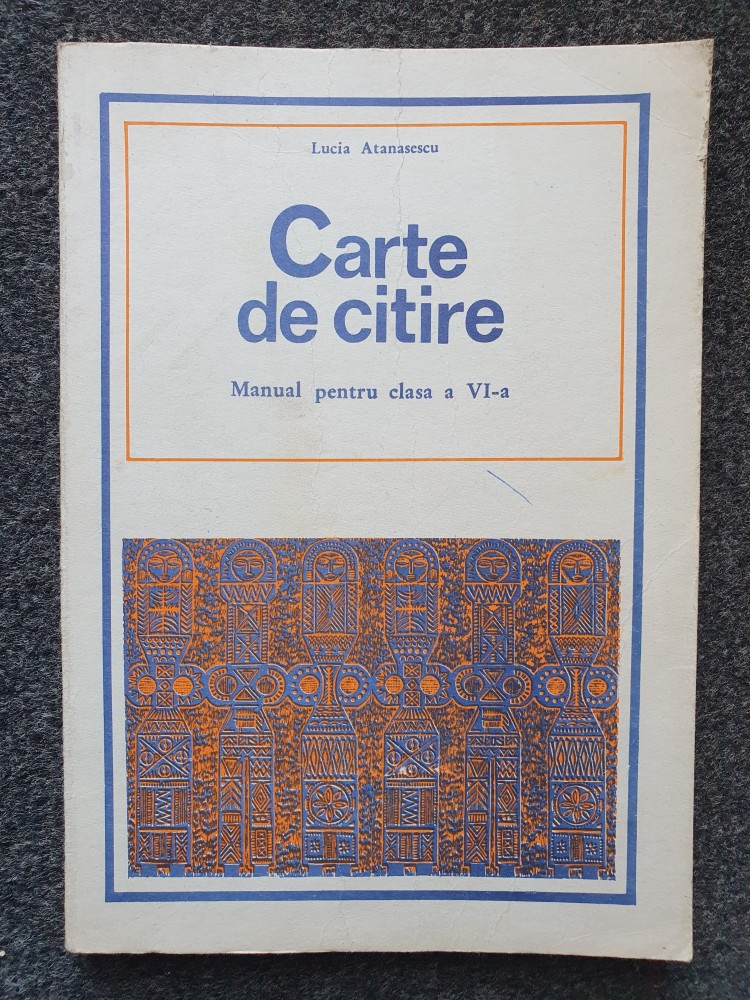 Lucia Atanasescu
Carte
de citire
Manual pentru clasa a VI-a